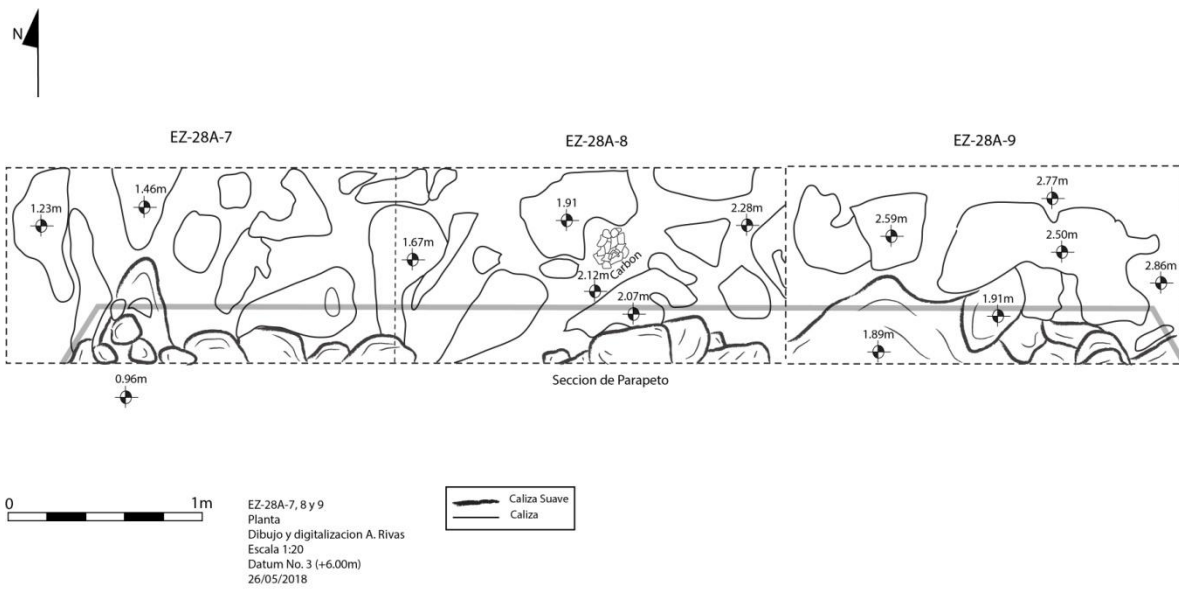 N
EZ-28A-7
EZ-28A-8
EZ-28A-9
1.23m
1.46m
1.67m
1.91
2.12m
Carbon
2.07m
2.28m
2.59m
2.77m
2.50m
2.86m
1.91m
1.89m
0.96m
Seccion de Parapeto
0 1m
EZ-28A-7, 8 y 9
Planta
Dibujo y digitalizacion A. Rivas
Escala 1:20
Datum No. 3 (+6.00m)
26/05/2018
Caliza Suave
Caliza